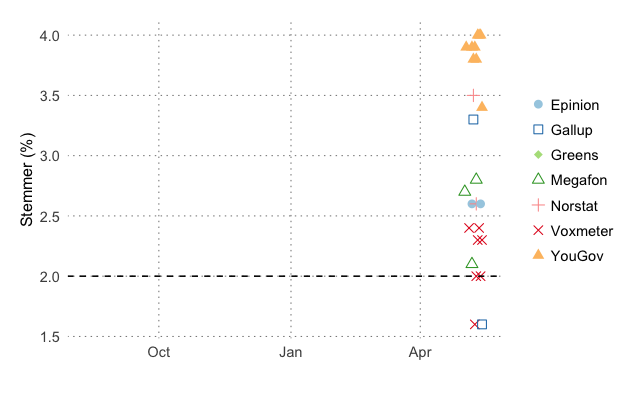 Stemmer (%)
4.0
3.5
3.0
2.5
2.0
1.5
Oct
Jan
Apr
Epinion
Gallup
Greens
Megafon
Norstat
Voxmeter
YouGov